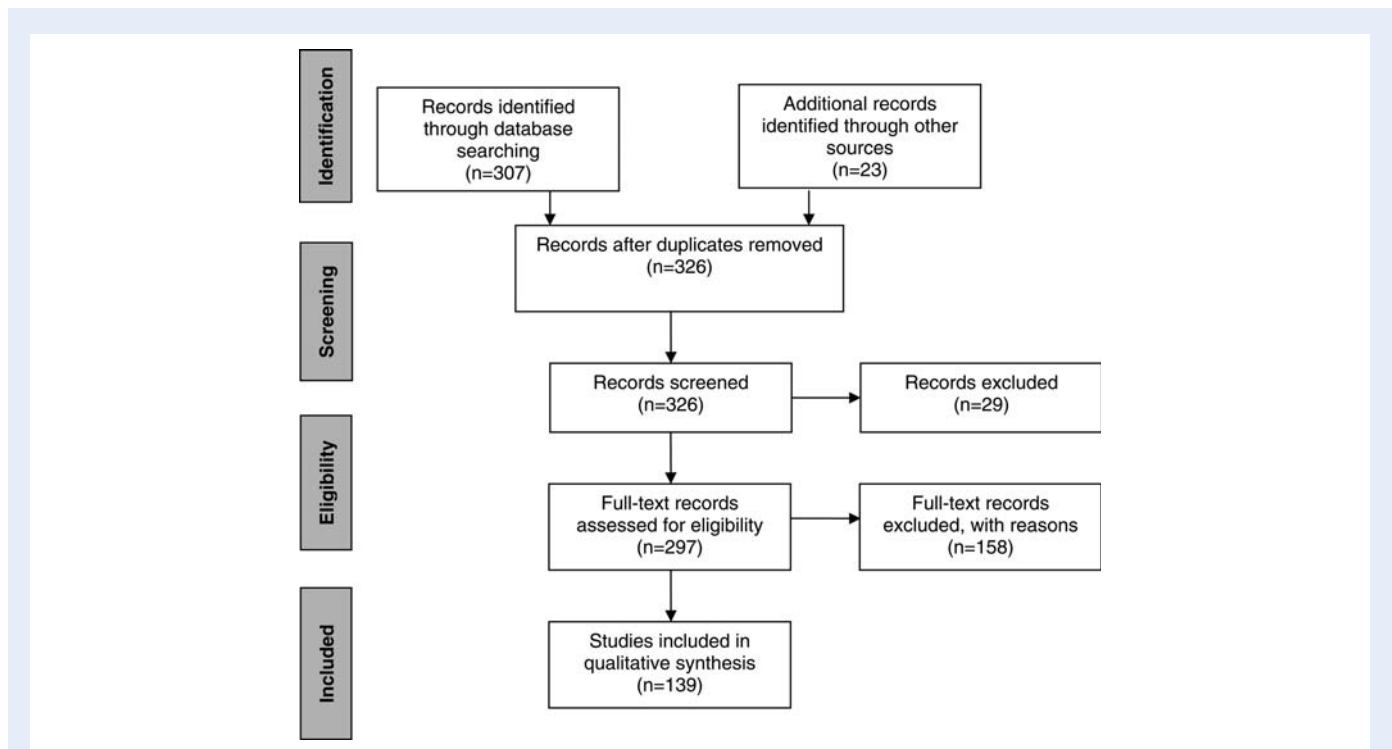 Identification
Records identified
through database
searching
(n=307)
Additional records
identified through other
sources
(n=23)
Records after duplicates removed
(n=326)
Screening
Records screened
(n=326)
Records excluded
(n=29)
Eligibility
Full-text records
assessed for eligibility
(n=297)
Full-text records
excluded, with reasons
(n=158)
Included
Studies included in
qualitative synthesis
(n=139)